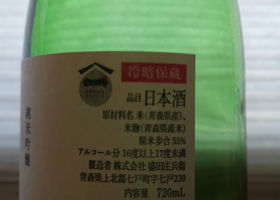 冷暗保蔵
品目 日本酒
原材料名 米(青森県産)、
米麹(青森県産米)
精米歩合 55%
アルコール分 16度以上17度未満
製造者 株式会社 盛田庄兵衛
青森県上北郡七戸町字七戸230
内容量 720mL
純米吟醸